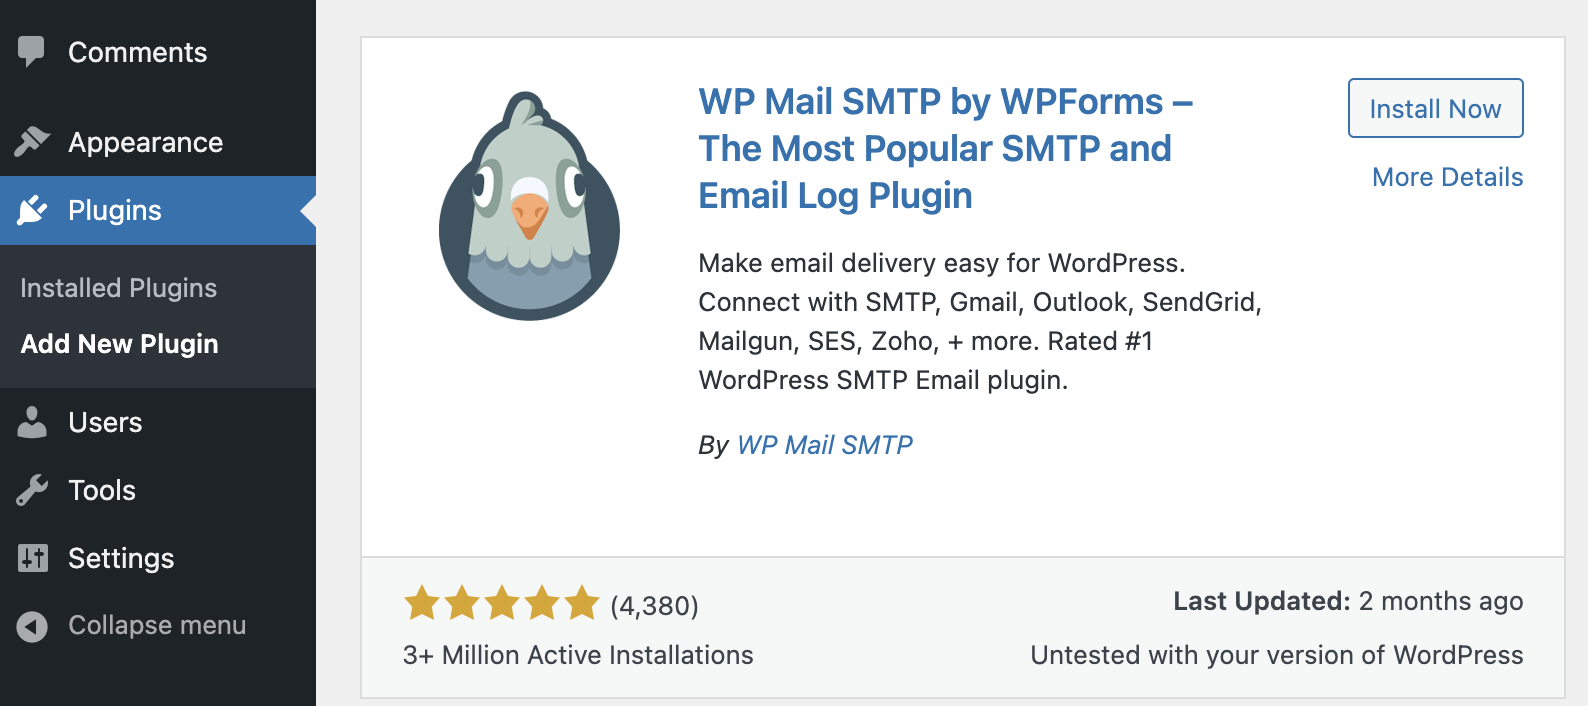 Comments
Appearance
Plugins
Installed Plugins
Add New Plugin
Users
Tools
Settings
Collapse menu
WP Mail SMTP by WPForms –
The Most Popular SMTP and
Email Log Plugin
Install Now
More Details
Make email delivery easy for WordPress.
Connect with SMTP, Gmail, Outlook, SendGrid,
Mailgun, SES, Zoho, + more. Rated #1
WordPress SMTP Email plugin.
By WP Mail SMTP
(4,380)
3+ Million Active Installations
Last Updated: 2 months ago
Untested with your version of WordPress